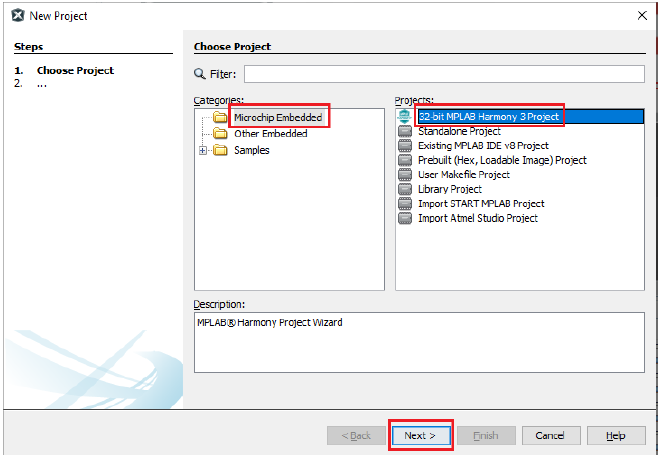 New Project
Steps
1. Choose Project
2. ...
Choose Project
Filter:
Categories:
Microchip Embedded
Other Embedded
Samples
Projects:
32-bit MPLAB Harmony 3 Project
Standalone Project
Existing MPLAB IDE v8 Project
Prebuilt (Hex, Loadable Image) Project
User Makefile Project
Library Project
Import START MPLAB Project
Import Atmel Studio Project
Description:
MPLAB® Harmony Project Wizard
< Back
Next >
Finish
Cancel
Help